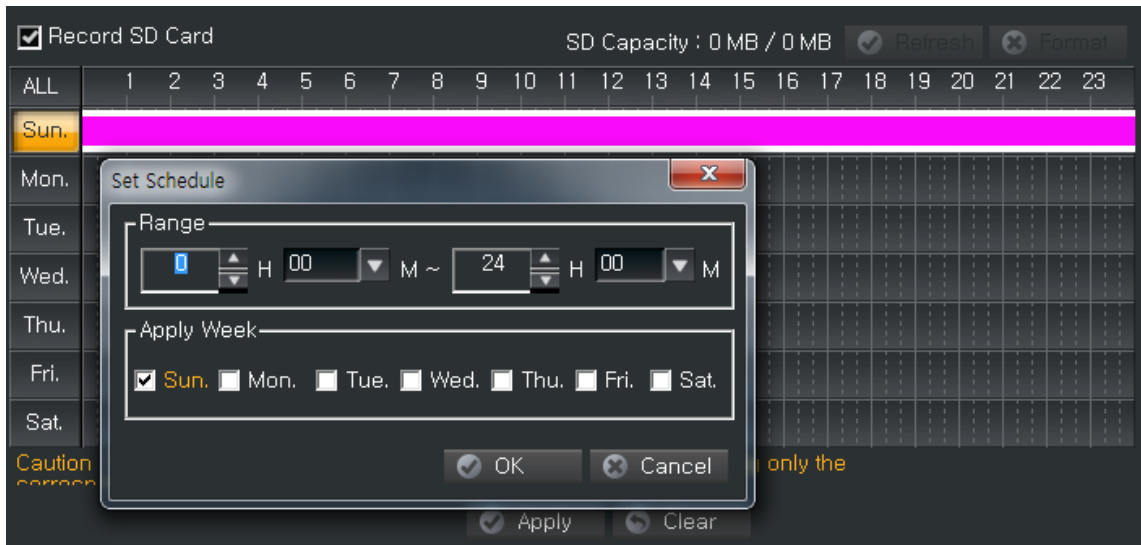 Record SD Card SD Capacity : 0 MB / 0 MB Refresh Format
ALL 1 2 3 4 5 6 7 8 9 10 11 12 13 14 15 16 17 18 19 20 21 22 23
Sun.
Mon.
Set Schedule
Tue.
Range
Wed.
0 H 00 M ~ 24 H 00 M
Thu.
Apply Week
Fri.
Sun. Mon. Tue. Wed. Thu. Fri. Sat.
Sat.
Caution only the
OK Cancel
Apply Clear